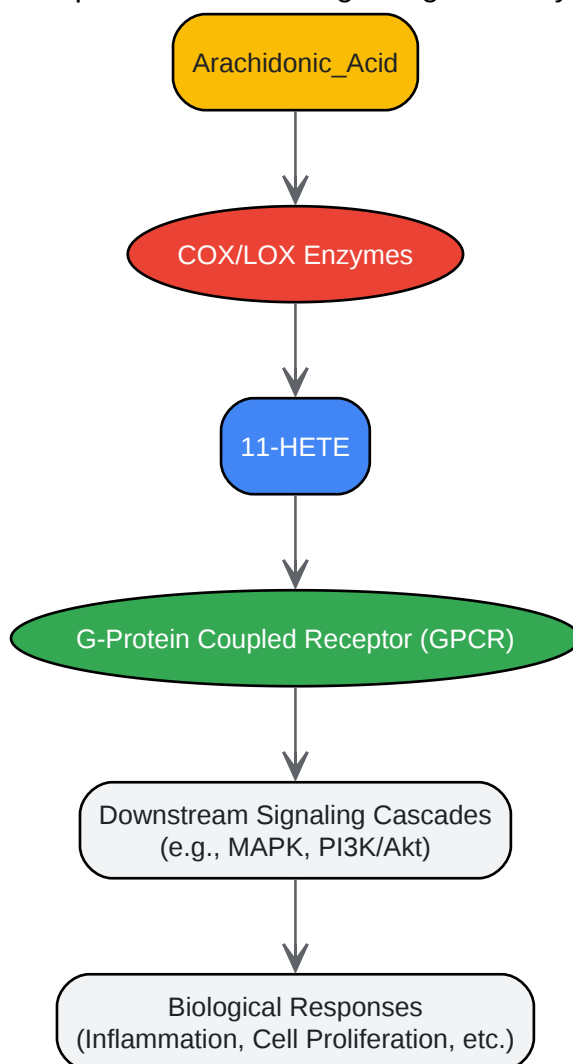 Arachidonic_Acid
COX/LOX Enzymes
11-HETE
G-Protein Coupled Receptor (GPCR)
Downstream Signaling Cascades
(e.g., MAPK, PI3K/Akt)
Biological Responses
(Inflammation, Cell Proliferation, etc.)